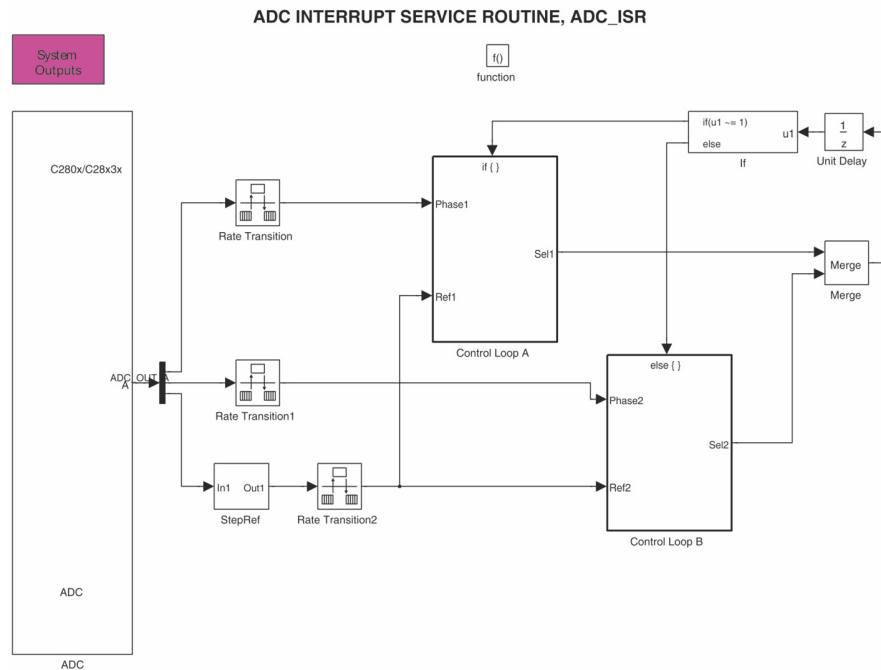 ADC INTERRUPT SERVICE ROUTINE, ADC_ISR
System
Outputs
f()
function
if(u1 ~= 1)
else
u1
If
1
z
Unit Delay
C280x/C28x3x
if { }
Phase1
Ref1
Sel1
Control Loop A
Rate Transition
Merge
Merge
ADC_OUT_A
A
Rate Transition1
else { }
Phase2
Ref2
Sel2
Control Loop B
In1 Out1
StepRef
Rate Transition2
ADC
ADC